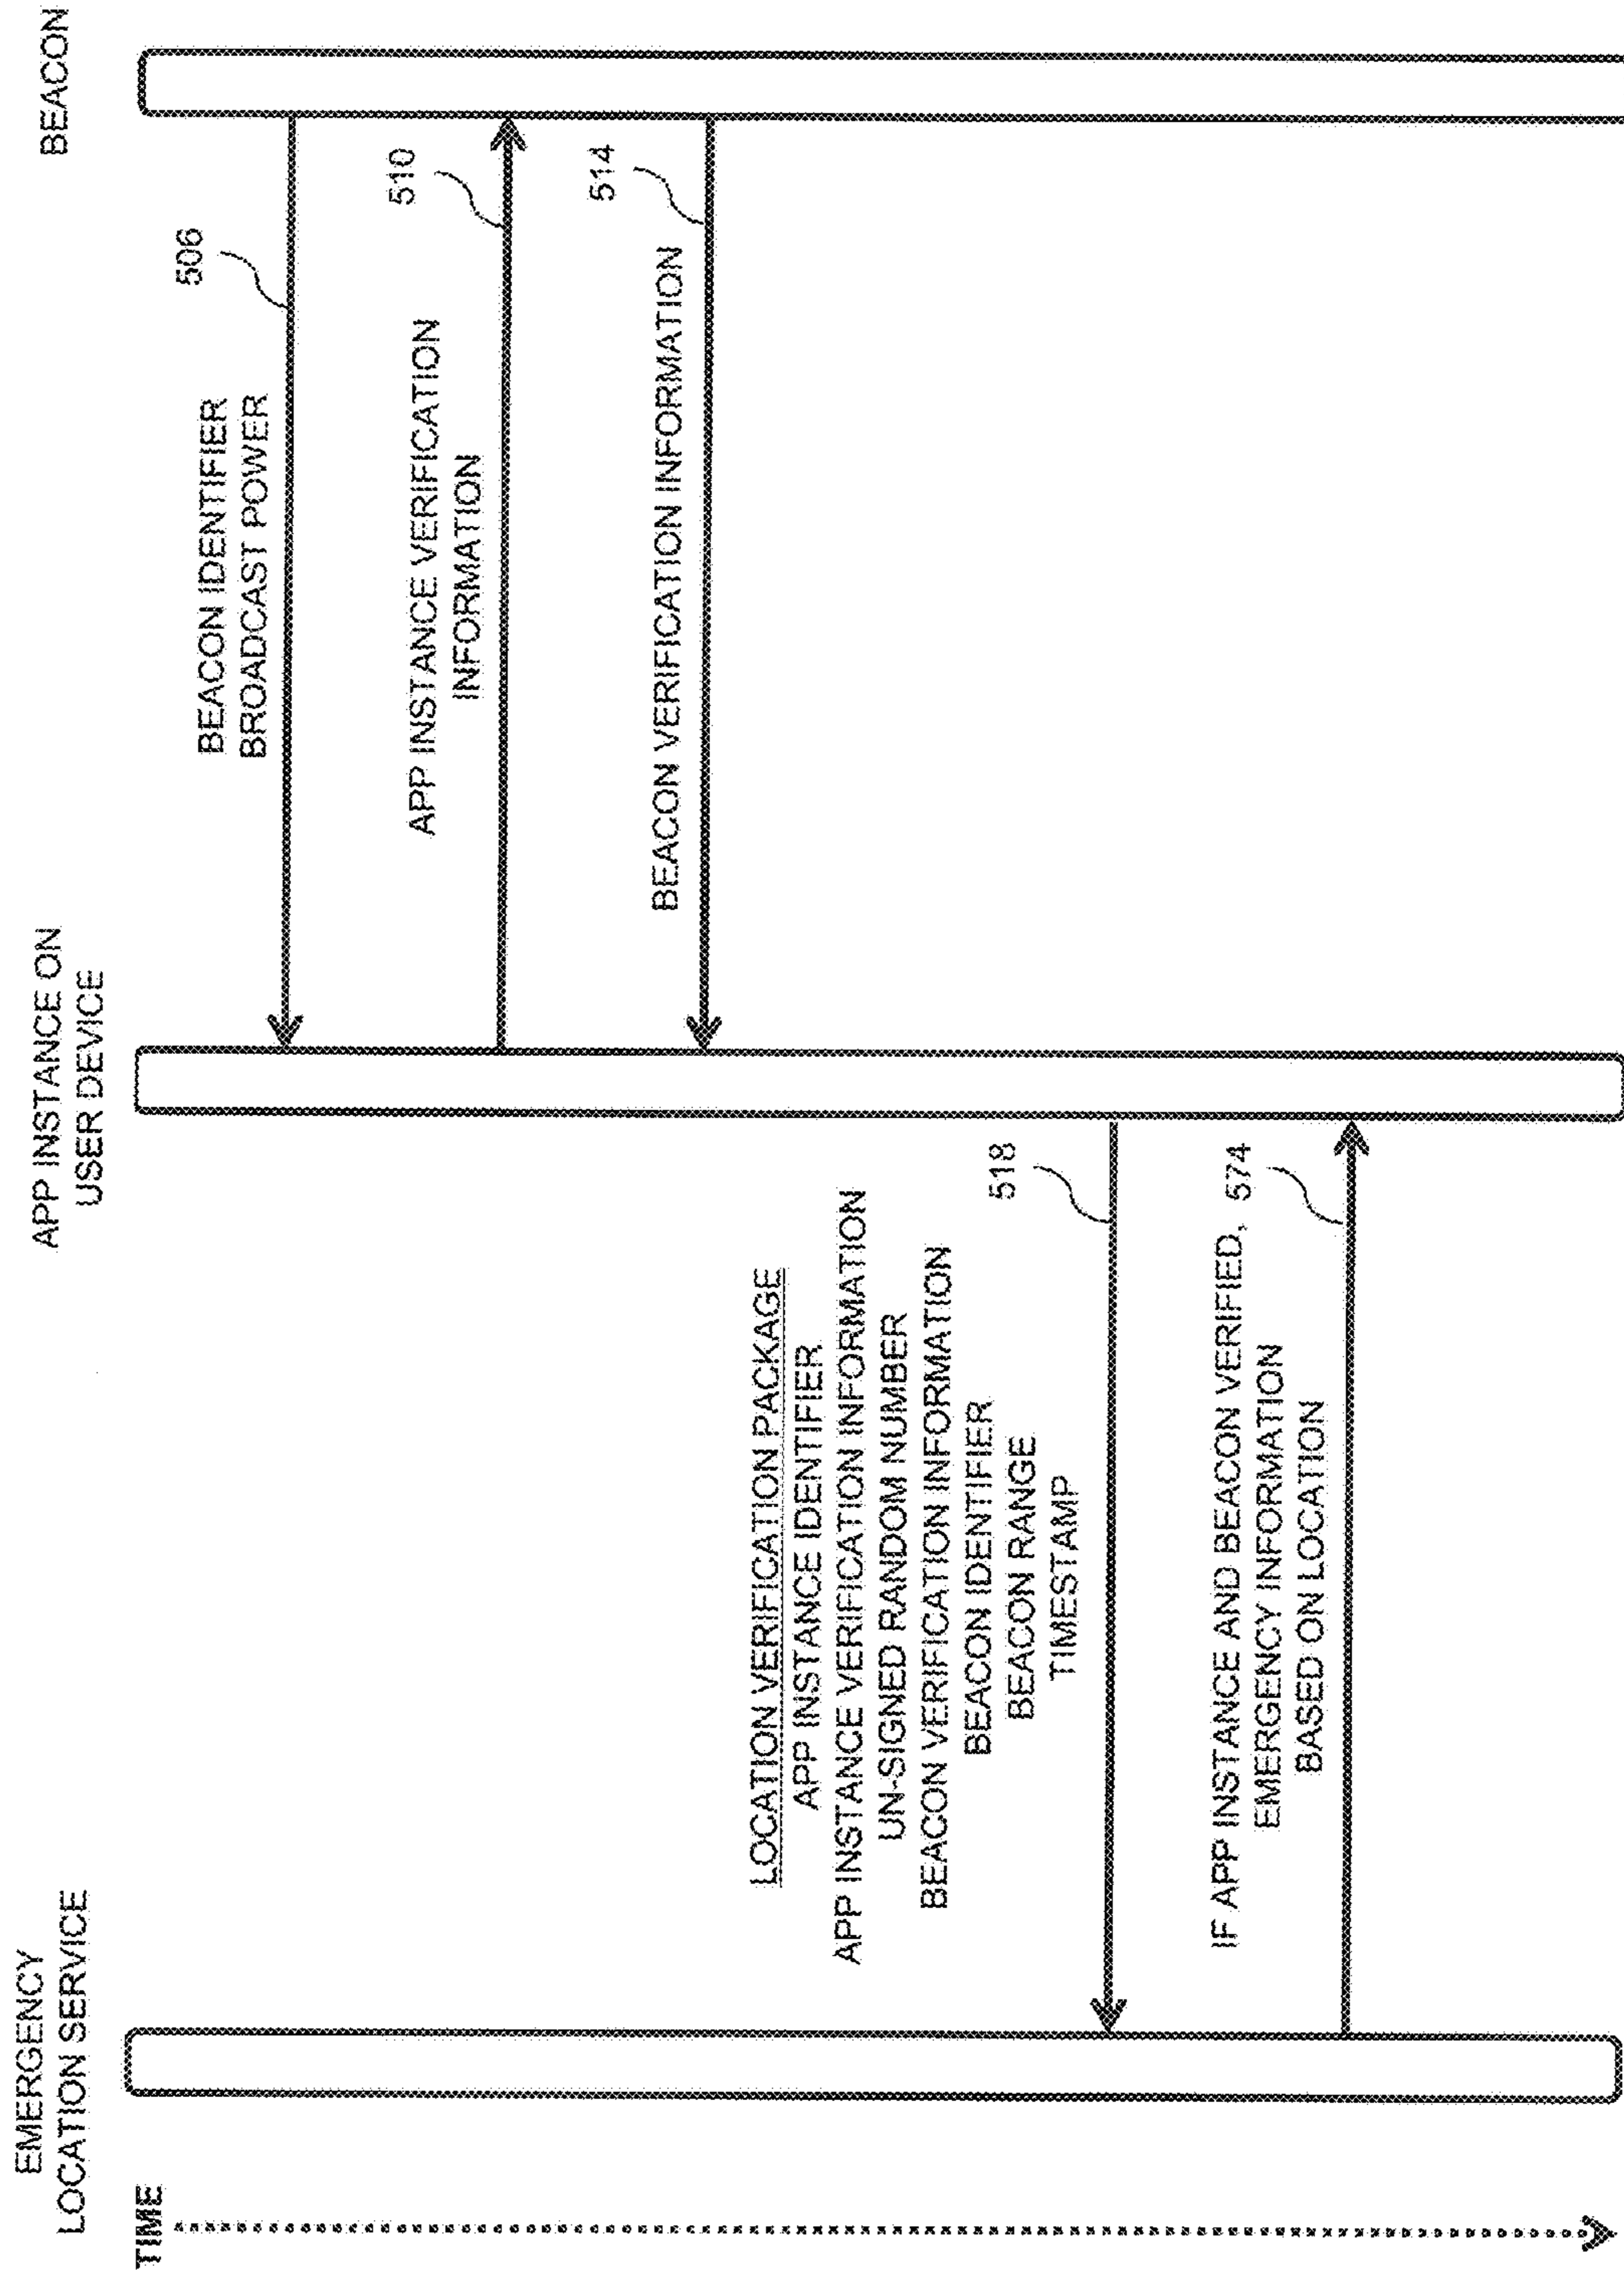 EMERGENCY
LOCATION SERVICE
APP INSTANCE ON
USER DEVICE
BEACON
TIME
506
BEACON IDENTIFIER
BROADCAST POWER
510
APP INSTANCE VERIFICATION
INFORMATION
514
BEACON VERIFICATION INFORMATION
LOCATION VERIFICATION PACKAGE
APP INSTANCE IDENTIFIER
APP INSTANCE VERIFICATION INFORMATION
UN-SIGNED RANDOM NUMBER
BEACON VERIFICATION INFORMATION
BEACON IDENTIFIER
BEACON RANGE
TIMESTAMP
518
IF APP INSTANCE AND BEACON VERIFIED,
EMERGENCY INFORMATION
BASED ON LOCATION
574